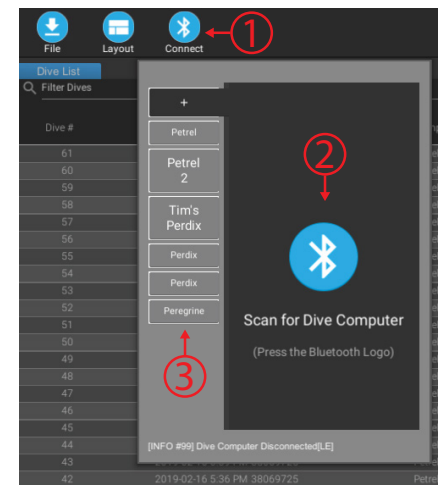 File
Layout
Connect
1
Dive List
Filter Dives
Dive #
61
60
59
58
57
56
55
54
53
52
51
50
49
48
47
46
45
44
43
42
2019-02-16 5:36 PM 38069725
Petre
+
Petrel
Petrel
2
Tim's
Perdix
Perdix
Perdix
Peregrine
3
2
Scan for Dive Computer
(Press the Bluetooth Logo)
[INFO #99] Dive Computer Disconnected[LE]